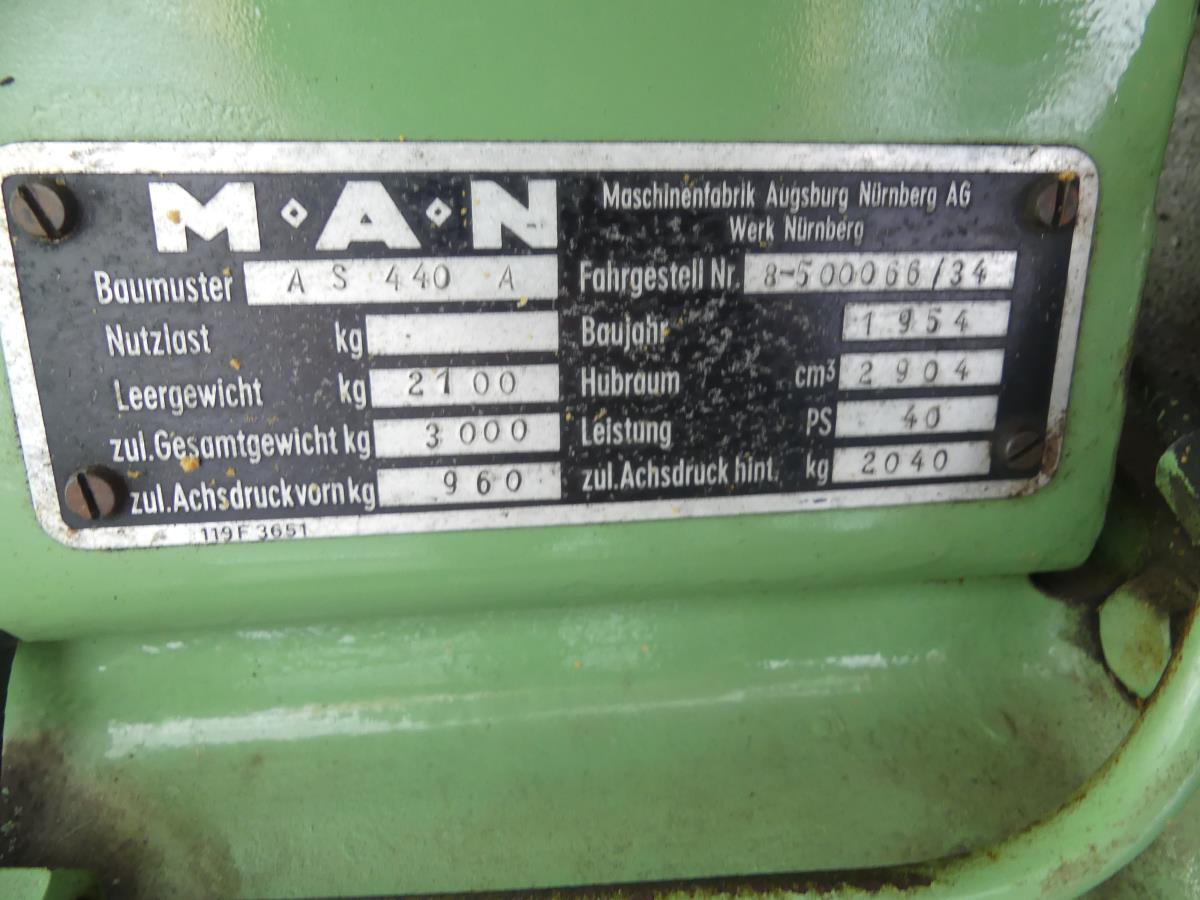 M·A·N
Maschinenfabrik Augsburg Nürnberg AG
Werk Nürnberg
Baumuster A S 440 A
Fahrgestell Nr. 8-500066/34
Nutzlast kg
Baujahr 1954
Leergewicht kg 2100
Hubraum cm³ 2904
zul. Gesamtgewicht kg 3000
Leistung PS 40
zul. Achsdruck vorn kg 960
zul. Achsdruck hint. kg 2040
119 F 3651